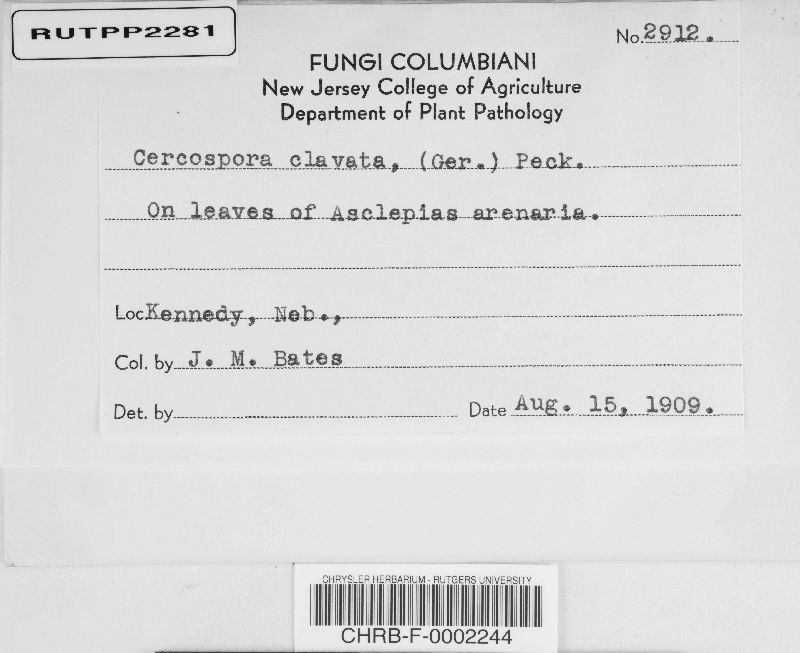 RUTPP2281
No. 2912.
FUNGI COLUMBIANI
New Jersey College of Agriculture
Department of Plant Pathology
Cercospora clavata, (Ger.) Peck.
On leaves of Asclepias arenaria.
Loc Kennedy, Neb.,
Col. by J. M. Bates
Det. by Date Aug. 15, 1909.
CHRYSLER HERBARIUM - RUTGERS UNIVERSITY
CHRB-F-0002244